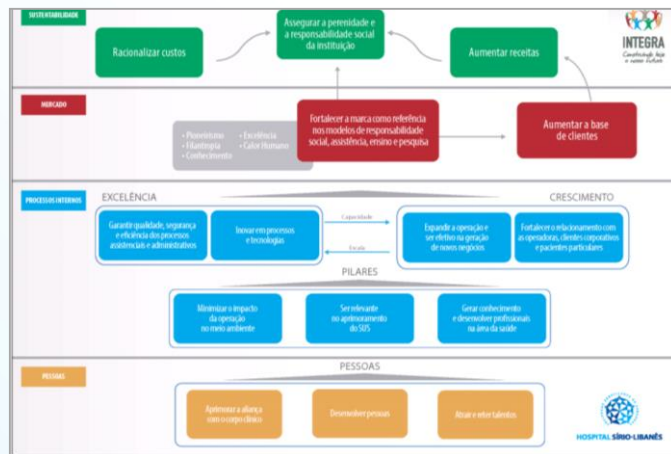 SUSTENTABILIDADE
Racionalizar custos
Assegurar a perenidade e
a responsabilidade social
da instituição
Aumentar receitas
INTEGRA
Construindo hoje
o nosso futuro
MERCADO
• Pioneirismo
• Filantropia
• Conhecimento
• Excelência
• Calor Humano
Fortalecer a marca como referência
nos modelos de responsabilidade
social, assistência, ensino e pesquisa
Aumentar a base
de clientes
PROCESSOS INTERNOS
EXCELÊNCIA
CRESCIMENTO
Garantir qualidade, segurança
e eficiência dos processos
assistenciais e administrativos
Inovar em processos
e tecnologias
Capacidade
Escala
Expandir a operação e
ser efetivo na geração
de novos negócios
Fortalecer o relacionamento com
as operadoras, clientes corporativos
e pacientes particulares
PILARES
Minimizar o impacto
da operação
no meio ambiente
Ser relevante
no aprimoramento
do SUS
Gerar conhecimento
e desenvolver profissionais
na área da saúde
PESSOAS
PESSOAS
Aprimorar a aliança
com o corpo clínico
Desenvolver pessoas
Atrair e reter talentos
HOSPITAL SÍRIO-LIBANÊS